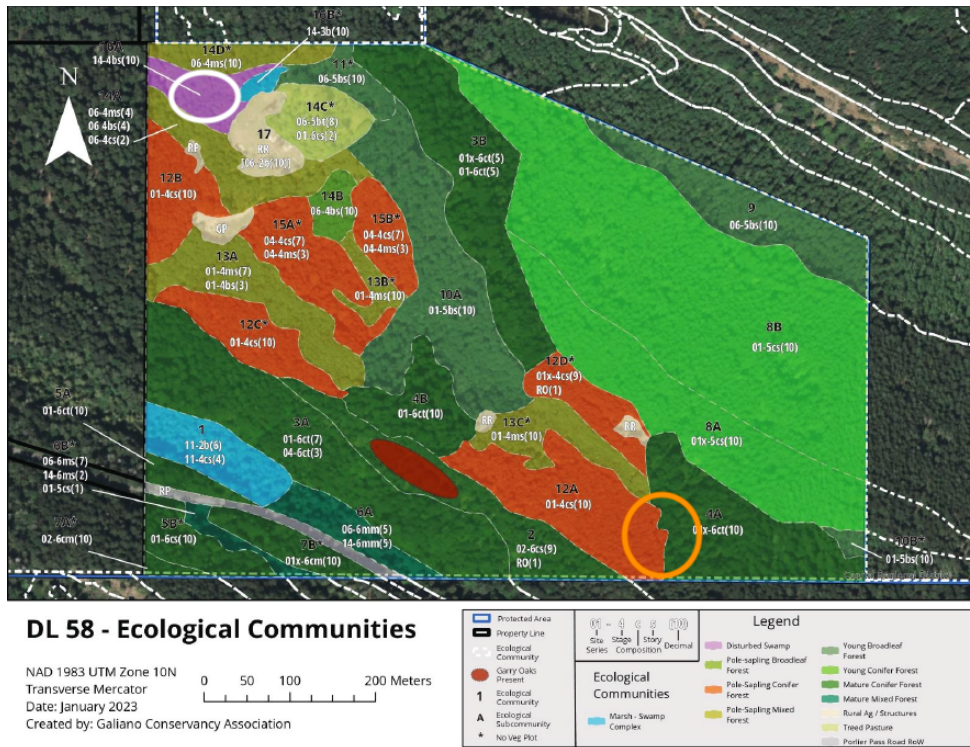 16B*
14-3b(10)
16A
14-4bs(10)
14D*
06-4ms(10)
11*
06-5bs(10)
N
14A
06-4ms(4)
06-4bs(4)
06-4cs(2)
14C*
06-5bt(8)
01-6cs(2)
17
RR
[06-2b(10)]
3B
01x-6ct(5)
01-6ct(5)
RP
12B
01-4cs(10)
14B
06-4bs(10)
9
06-5bs(10)
15A*
04-4cs(7)
04-4ms(3)
15B*
04-4cs(7)
04-4ms(3)
GP
13A
01-4ms(7)
01-4bs(3)
13B*
01-4ms(10)
10A
01-5bs(10)
12C*
01-4cs(10)
8B
01-5cs(10)
12D*
01x-4cs(9)
RO(1)
5A
01-6ct(10)
4B
01-6ct(10)
3A
01-6ct(7)
04-6ct(3)
RP
13C*
01-4ms(10)
RR
8A
01x-5cs(10)
1
11-2b(6)
11-4cs(4)
6B*
06-6ms(7)
14-6ms(2)
01-5cs(1)
RP
12A
01-4cs(10)
4A
01x-6ct(10)
6A
06-6mm(5)
14-6mm(5)
7A*
02-6cm(10)
5B*
01-6cs(10)
7B*
01x-6cm(10)
2
02-6cs(9)
RO(1)
10B*
01-5bs(10)
DL 58 - Ecological Communities
NAD 1983 UTM Zone 10N
Transverse Mercator
Date: January 2023
Created by: Galiano Conservancy Association
0 50 100 200 Meters
Protected Area
Property Line
Ecological
Community
Garry Oaks
Present
1 Ecological
Community
A Ecological
Subcommunity
* No Veg Plot
01 - 4 c s (10)
Site Stage Story Decimal
Series Composition
Ecological
Communities
Marsh - Swamp
Complex
Legend
Disturbed Swamp
Pole-sapling Broadleaf
Forest
Pole-Sapling Conifer
Forest
Pole-Sapling Mixed
Forest
Young Broadleaf
Forest
Young Conifer Forest
Mature Conifer Forest
Mature Mixed Forest
Rural Ag / Structures
Treed Pasture
Porlier Pass Road RoW